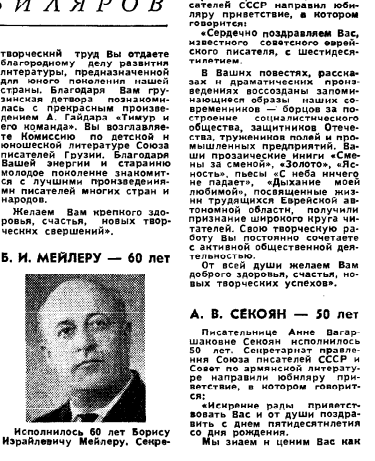 ИЛЯРОВ
творческий труд Вы отдаете
благородному делу развития
литературы, предназначенной
для юного поколения нашей
страны. Благодаря Вам гру-
зинская детвора познакоми-
лась с прекрасным произве-
дением А. Гайдара «Тимур и
его команда». Вы возглавляе-
те Комиссию по детской и
юношеской литературе Союза
писателей Грузии. Благодаря
Вашей энергии и старанию
молодое поколение знакомит-
ся с лучшими произведения-
ми писателей многих стран и
народов.
Желаем Вам крепкого здо-
ровья, счастья, новых твор-
ческих свершений».
Б. И. МЕЙЛЕРУ — 60 лет
Исполнилось 60 лет Борису
Израйлевичу Мейлеру. Секре-
сателей СССР направил юби-
ляру приветствие, в котором
говорится:
«Сердечно поздравляем Вас,
известного советского еврей-
ского писателя, с шестидеся-
тилетием.
В Ваших повестях, расска-
зах и драматических произ-
ведениях воссозданы запоми-
нающиеся образы наших со-
временников — борцов за по-
строение социалистического
общества, защитников Отече-
ства, тружеников полей и про-
мышленных предприятий. Ва-
ши прозаические книги «Сме-
ны за сменой», «Золото», «Яс-
ность», пьесы «С неба ничего
не падает», «Дыхание моей
любимой», посвященные жиз-
ни трудящихся Еврейской ав-
тономной области, получили
признание широкого круга чи-
тателей. Свою творческую ра-
боту Вы постоянно сочетаете
с активной общественной дея-
тельностью.
От всей души желаем Вам
доброго здоровья, счастья, но-
вых творческих успехов».
А. В. СЕКОЯН — 50 лет
Писательнице Анне Вагар-
шаковне Секоян исполнилось
50 лет. Секретариат правле-
ния Союза писателей СССР и
Совет по армянской литерату-
ре направили юбиляру при-
ветствие, в котором говорит-
ся:
«Искренне рады приветст-
вовать Вас и от души поздра-
вить с днем пятидесятилетия
со дня рождения.
Мы знаем и ценим Вас как